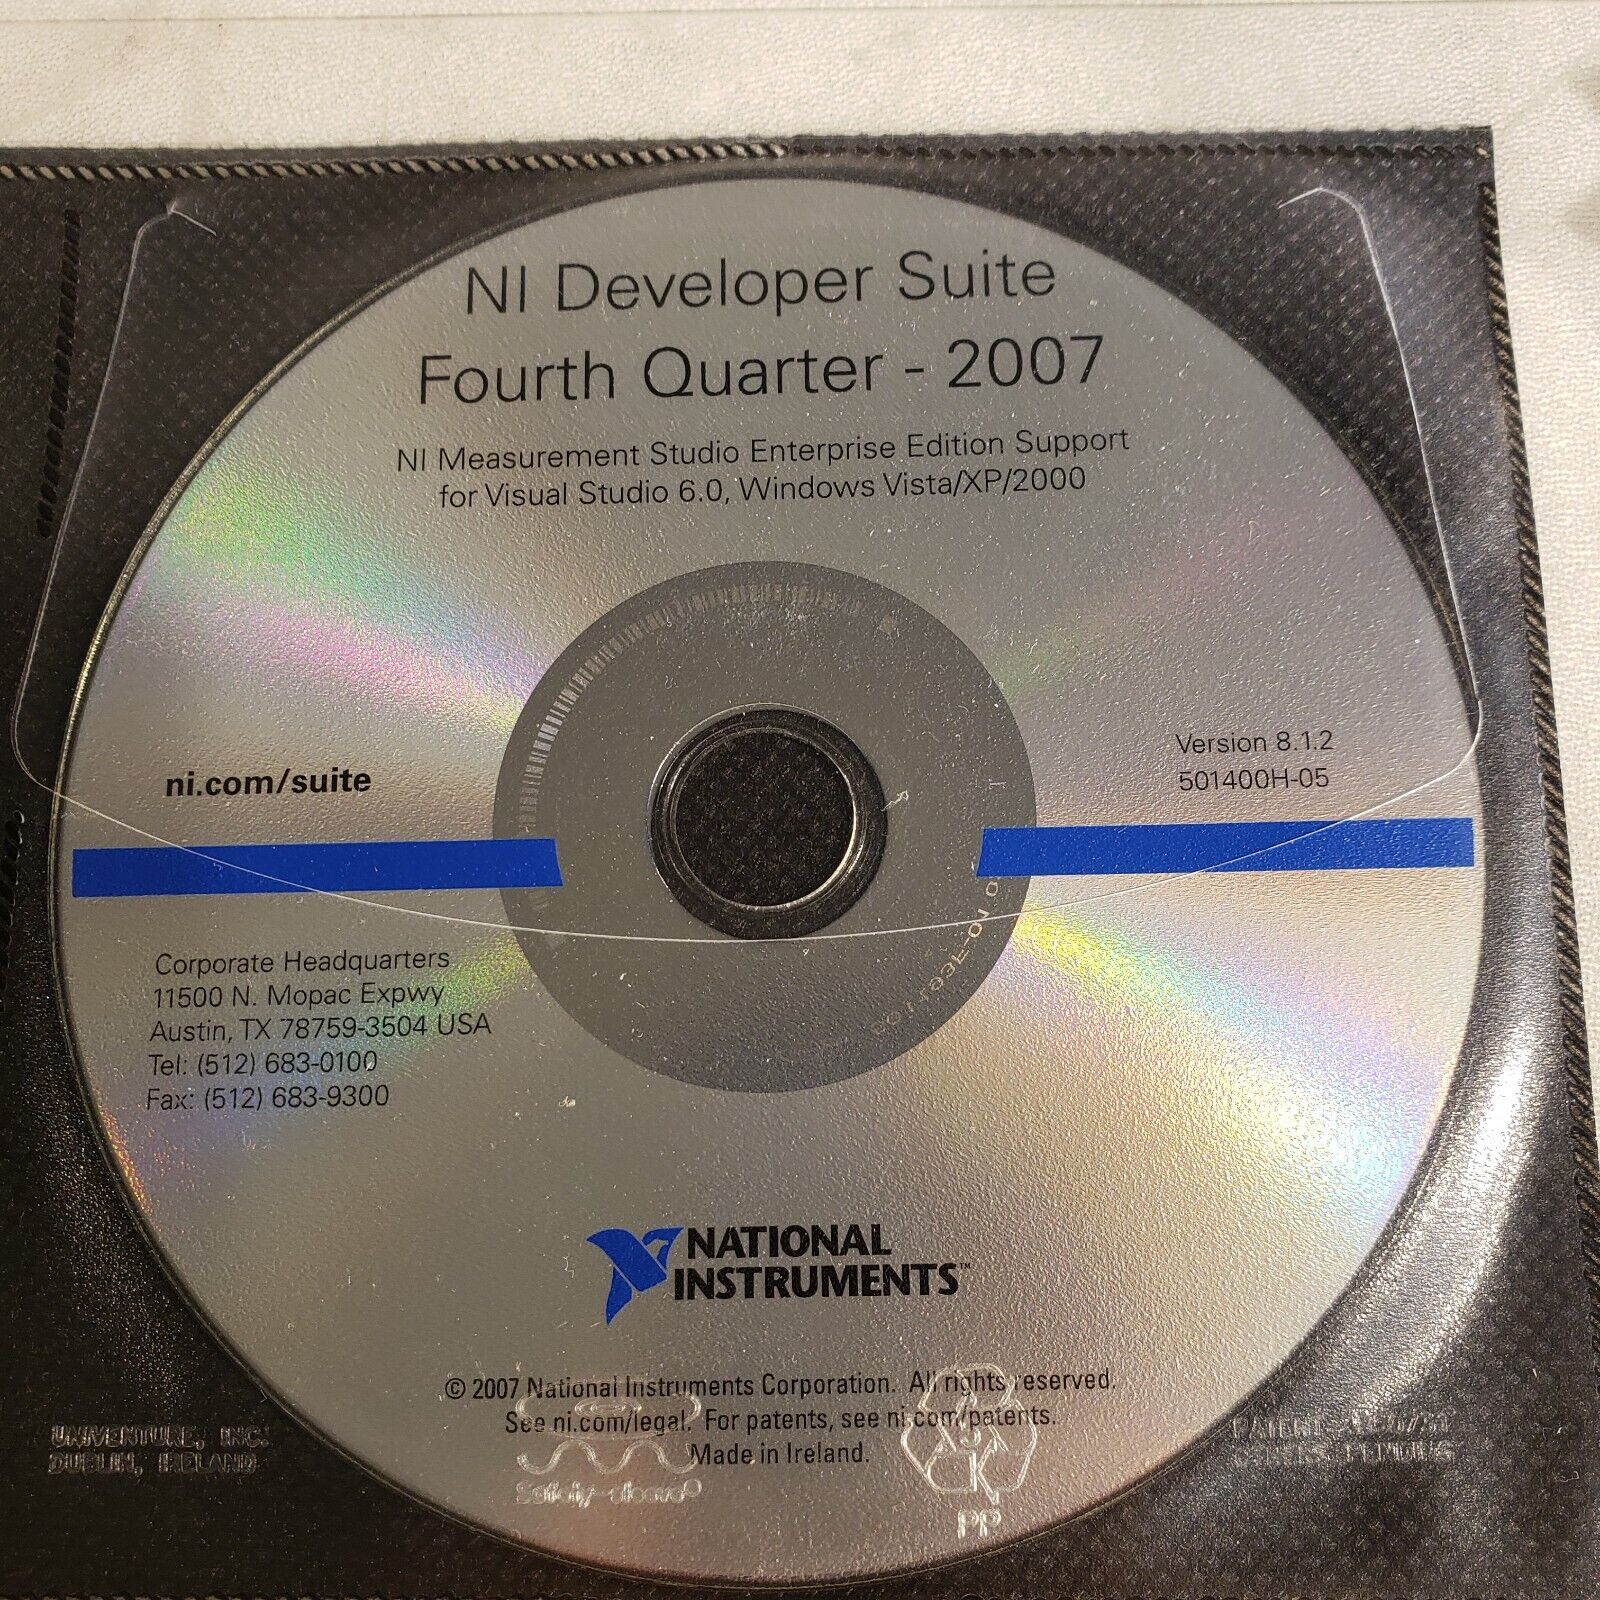 NI Developer Suite
Fourth Quarter - 2007
NI Measurement Studio Enterprise Edition Support
for Visual Studio 6.0, Windows Vista/XP/2000
ni.com/suite
Version 8.1.2
501400H-05
Corporate Headquarters
11500 N. Mopac Expwy
Austin, TX 78759-3504 USA
Tel: (512) 683-0100
Fax: (512) 683-9300
NATIONAL
INSTRUMENTS™
© 2007 National Instruments Corporation. All rights reserved.
See ni.com/legal. For patents, see ni.com/patents.
Made in Ireland.
UNIVENTURE, INC.
DUBLIN, IRELAND
Safety-sleeve®
PP